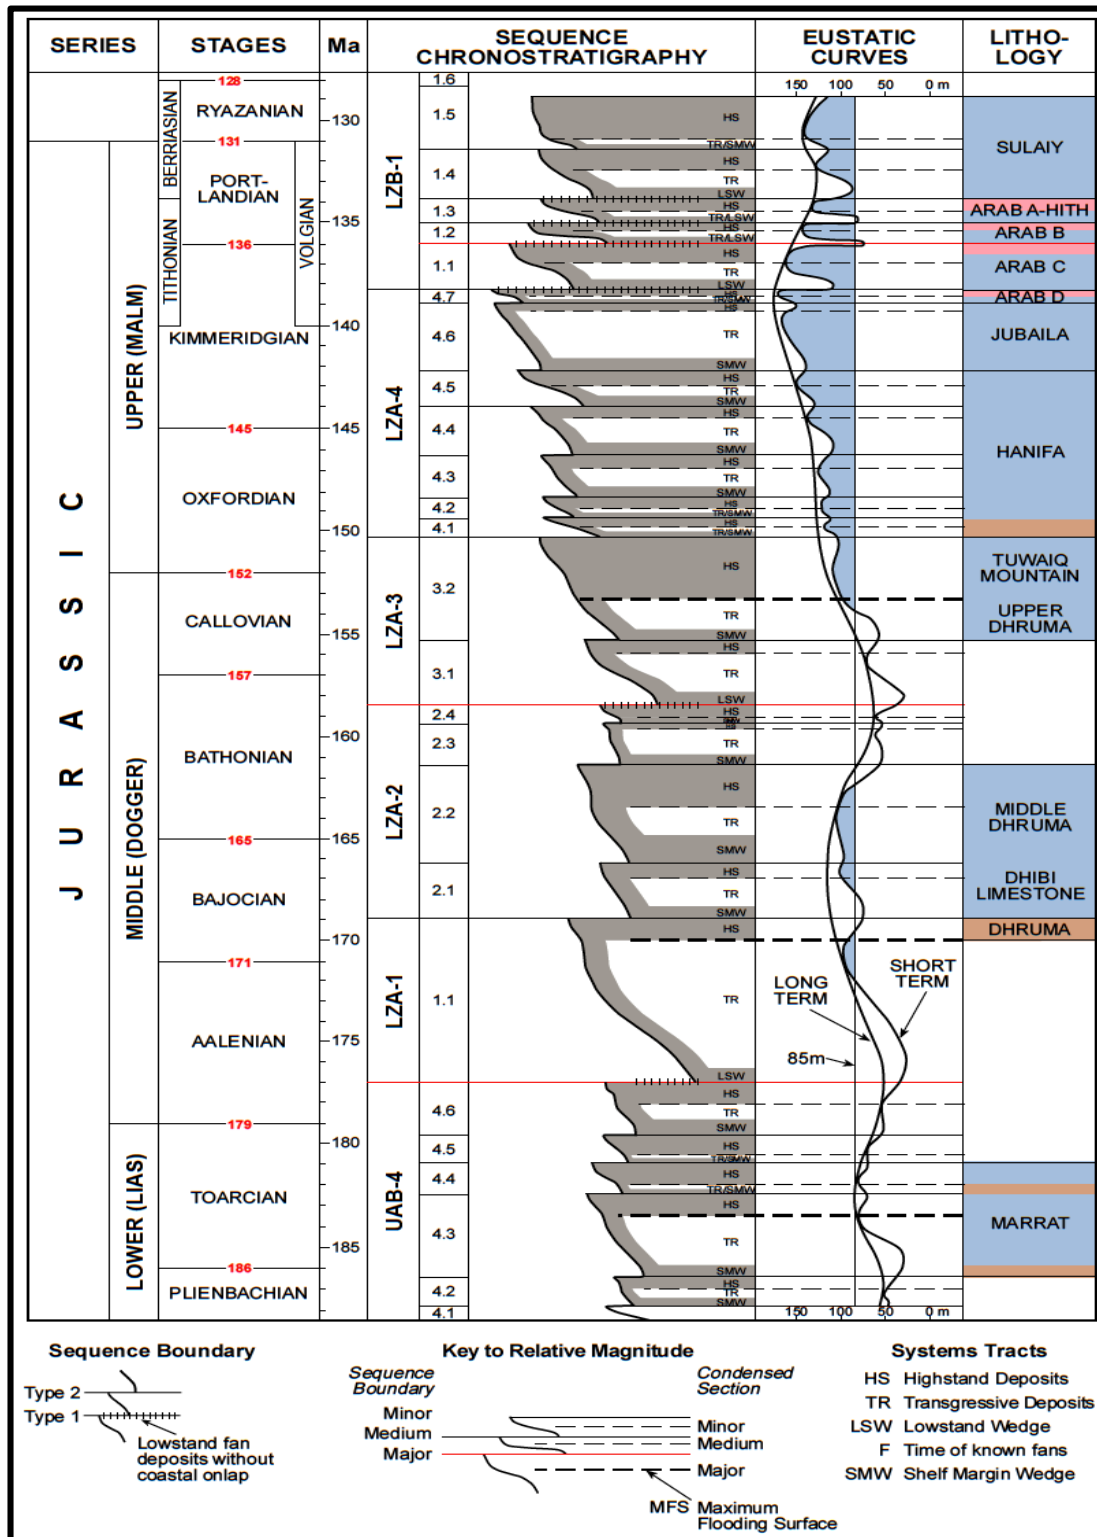 SERIES
STAGES
Ma
SEQUENCE
CHRONOSTRATIGRAPHY
EUSTATIC
CURVES
LITHO-
LOGY
150 100 50 0 m
JURASSIC
UPPER (MALM)
MIDDLE (DOGGER)
LOWER (LIAS)
BERRIASIAN
TITHONIAN
VOLGIAN
128
RYAZANIAN
131
PORT-
LANDIAN
136
KIMMERIDGIAN
145
OXFORDIAN
152
CALLOVIAN
157
BATHONIAN
165
BAJOCIAN
171
AALENIAN
179
TOARCIAN
186
PLIENBACHIAN
130
135
140
145
150
155
160
165
170
175
180
185
LZB-1
LZA-4
LZA-3
LZA-2
LZA-1
UAB-4
1.6
1.5
1.4
1.3
1.2
1.1
4.7
4.6
4.5
4.4
4.3
4.2
4.1
3.2
3.1
2.4
2.3
2.2
2.1
1.1
4.6
4.5
4.4
4.3
4.2
4.1
HS
TR/SMW
HS
TR
LSW
HS
TR/LSW
HS
TR/LSW
HS
TR
LSW
HS
TR/SMW
HS
TR
SMW
HS
TR
SMW
HS
TR
SMW
HS
TR
SMW
HS
TR/SMW
HS
TR/SMW
HS
TR
SMW
HS
TR
LSW
HS
TR
SMW
HS
TR
SMW
HS
TR
SMW
HS
TR
LSW
HS
TR
SMW
HS
TR/SMW
HS
TR/SMW
HS
TR
SMW
HS
TR
SMW
LONG
TERM
SHORT
TERM
85m
150 100 50 0 m
SULAIY
ARAB A-HITH
ARAB B
ARAB C
ARAB D
JUBAILA
HANIFA
TUWAIQ
MOUNTAIN
UPPER
DHRUMA
MIDDLE
DHRUMA
DHIBI
LIMESTONE
DHRUMA
MARRAT
Sequence Boundary
Type 2
Type 1
Lowstand fan
deposits without
coastal onlap
Key to Relative Magnitude
Sequence
Boundary
Condensed
Section
Minor
Medium
Major
Minor
Medium
Major
MFS Maximum
Flooding Surface
Systems Tracts
HS Highstand Deposits
TR Transgressive Deposits
LSW Lowstand Wedge
F Time of known fans
SMW Shelf Margin Wedge